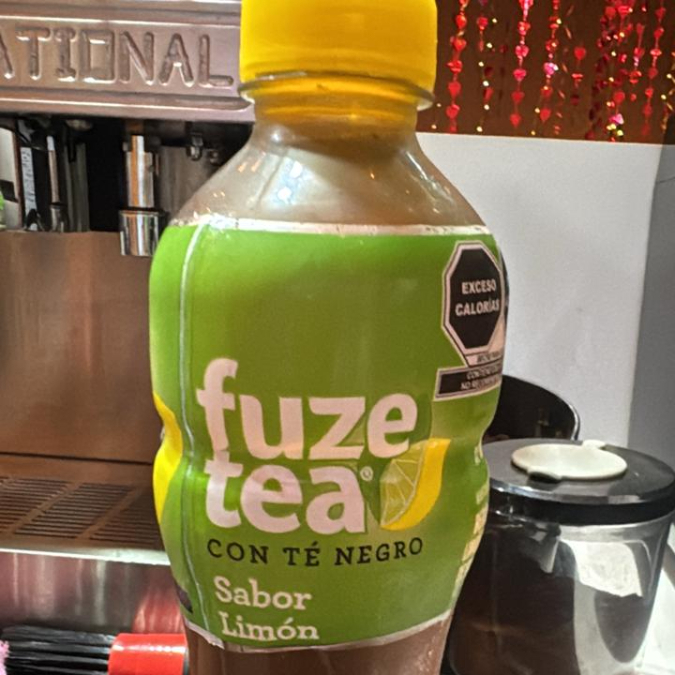 ATIONAL
EXCESO
CALORÍAS
fuze
tea®
CON TÉ NEGRO
Sabor
Limón